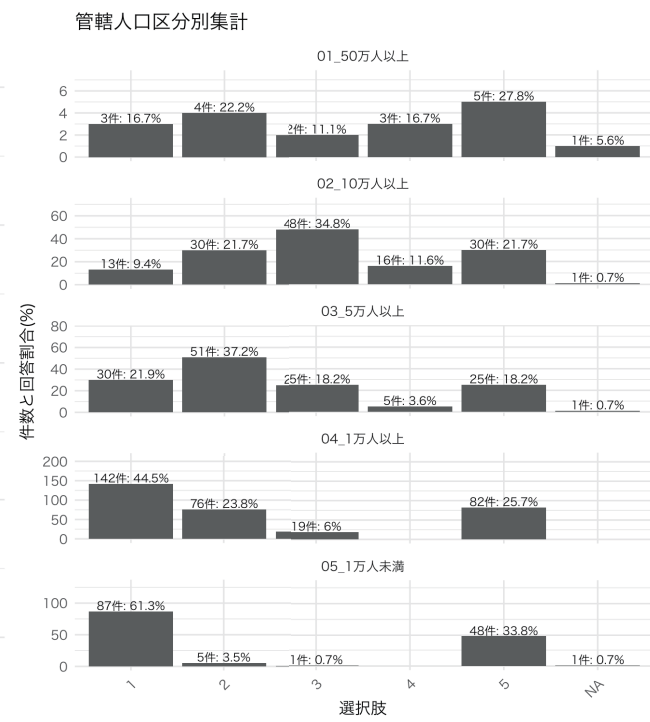 管轄人口区分別集計
件数と回答割合(%)
01_50万人以上
6
4
2
0
3件: 16.7%
4件: 22.2%
2件: 11.1%
3件: 16.7%
5件: 27.8%
1件: 5.6%
02_10万人以上
60
40
20
0
13件: 9.4%
30件: 21.7%
48件: 34.8%
16件: 11.6%
30件: 21.7%
1件: 0.7%
03_5万人以上
80
60
40
20
0
30件: 21.9%
51件: 37.2%
25件: 18.2%
5件: 3.6%
25件: 18.2%
1件: 0.7%
04_1万人以上
200
150
100
50
0
142件: 44.5%
76件: 23.8%
19件: 6%
82件: 25.7%
05_1万人未満
100
50
0
87件: 61.3%
5件: 3.5%
1件: 0.7%
48件: 33.8%
1件: 0.7%
1
2
3
4
5
NA
選択肢